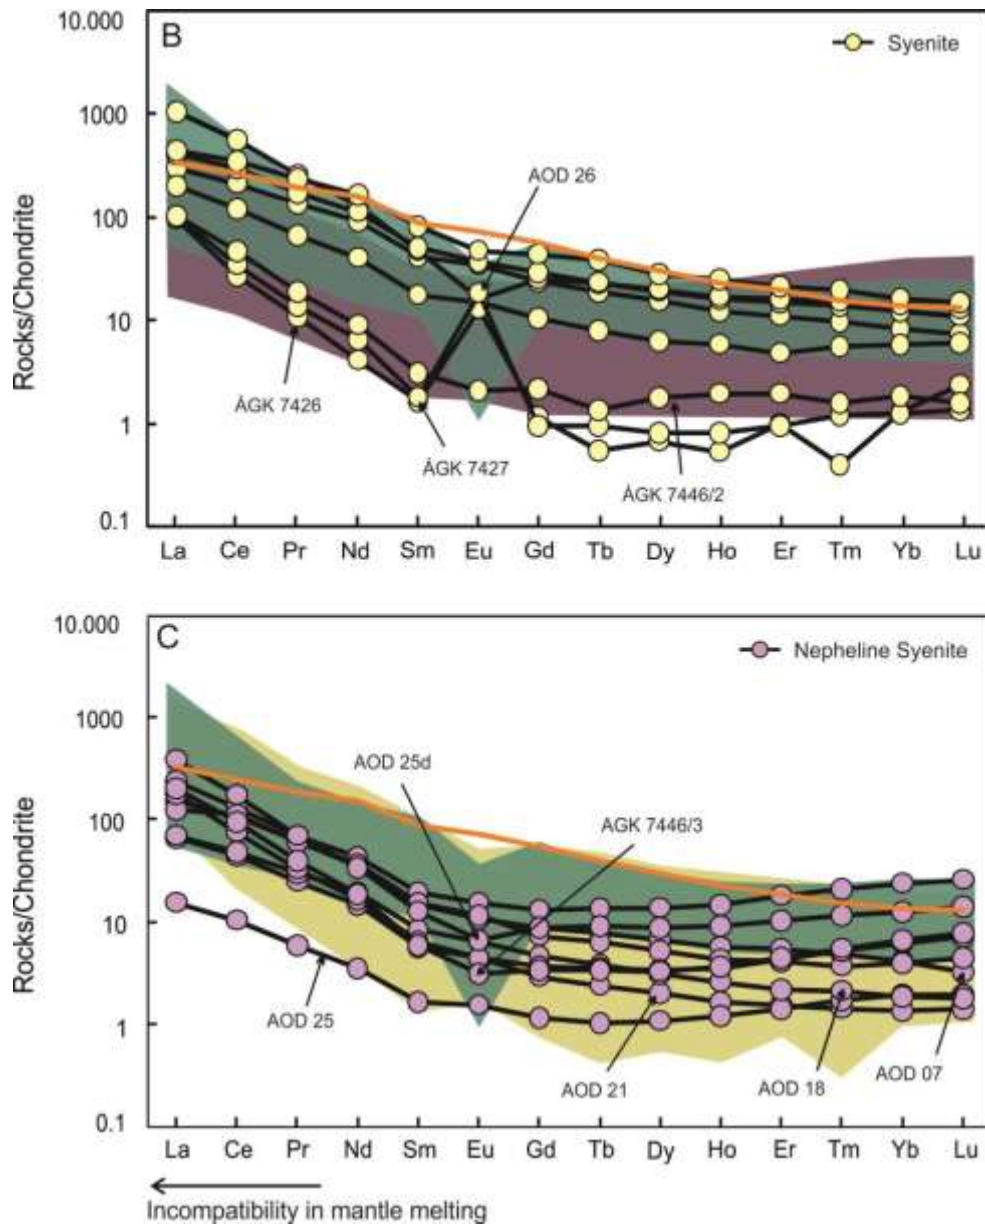 10.000
B
Syenite
1000
AOD 26
100
Rocks/Chondrite
10
ÅGK 7426
1
ÅGK 7427
ÅGK 7446/2
0.1
La Ce Pr Nd Sm Eu Gd Tb Dy Ho Er Tm Yb Lu
10.000
C
Nepheline Syenite
1000
AOD 25d
AGK 7446/3
100
Rocks/Chondrite
10
AOD 25
1
AOD 21
AOD 18
AOD 07
0.1
La Ce Pr Nd Sm Eu Gd Tb Dy Ho Er Tm Yb Lu
Incompatibility in mantle melting